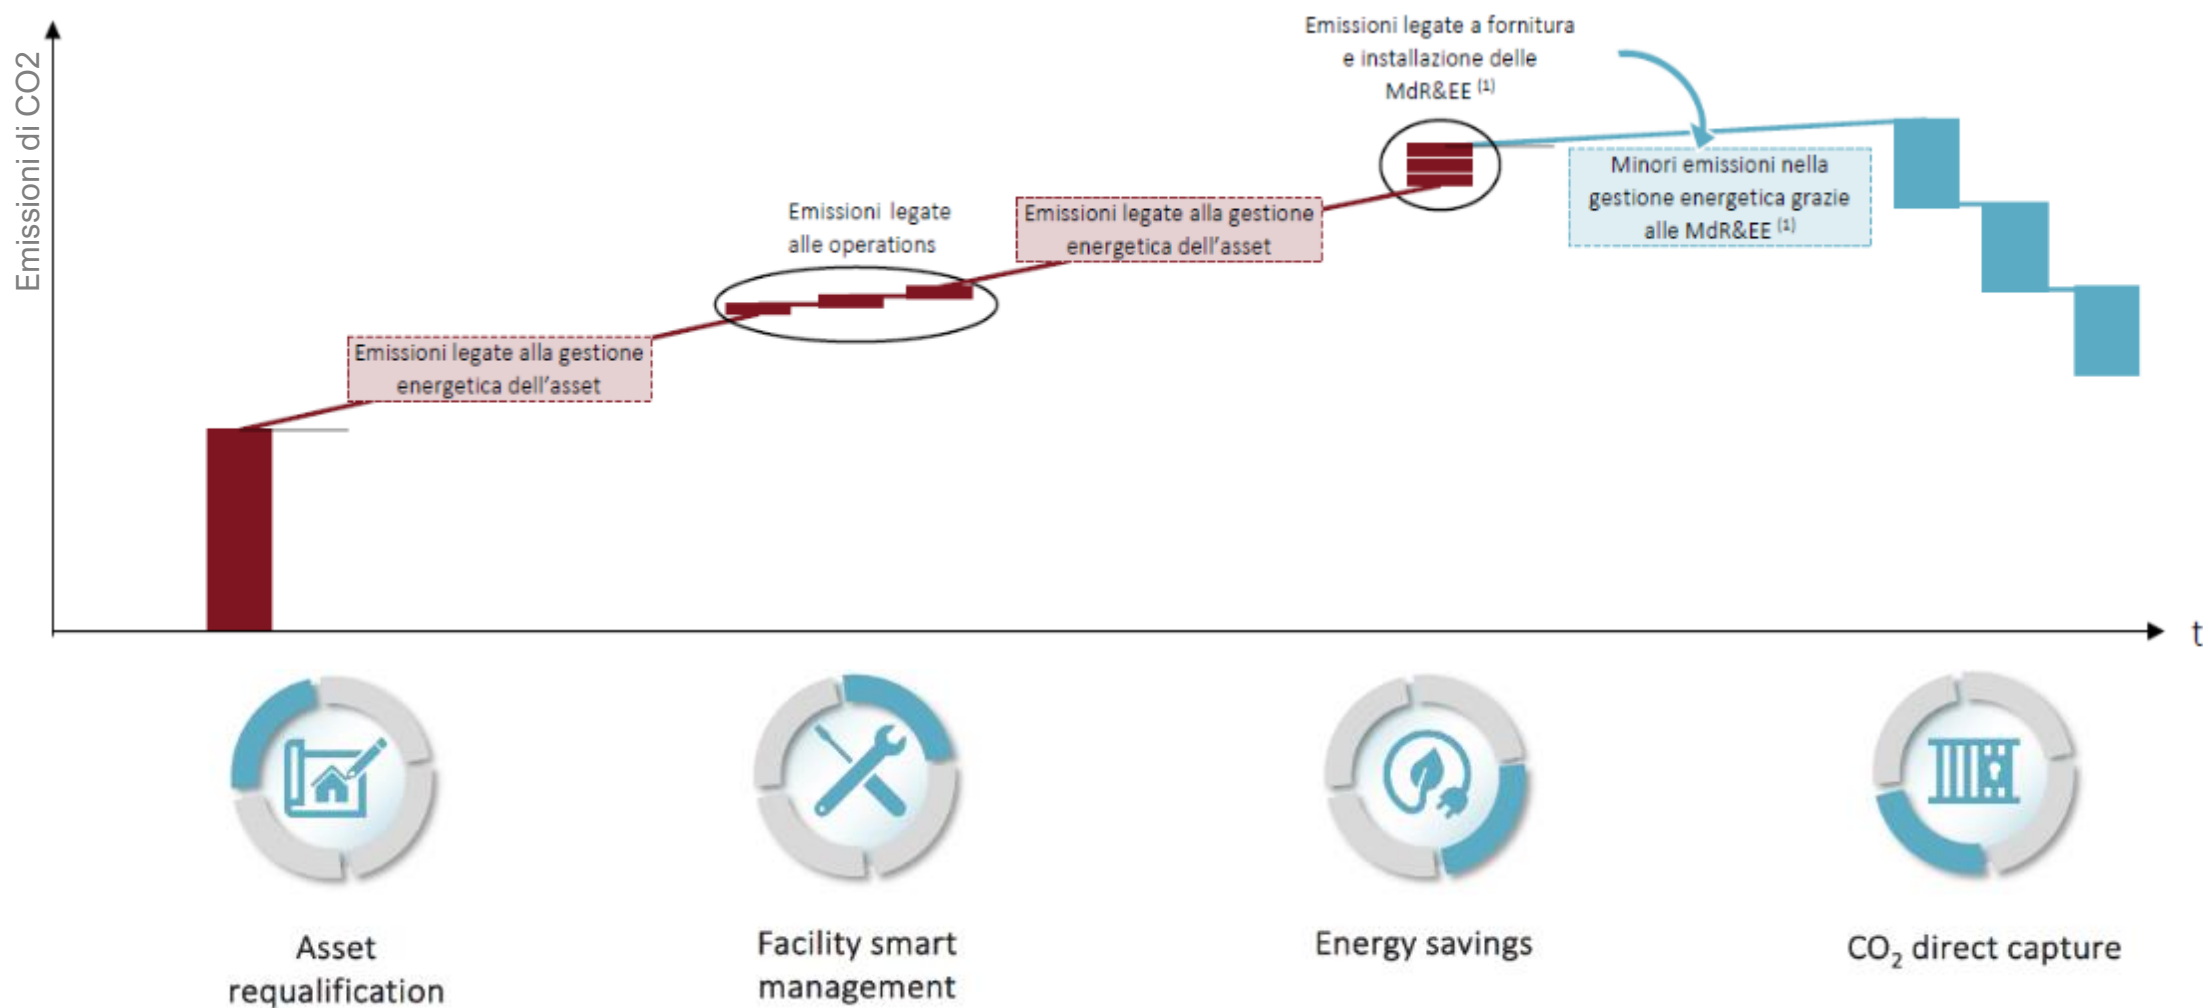 Emissioni di CO2
Emissioni legate a fornitura
e installazione delle
MdR&EE (1)
Minori emissioni nella
gestione energetica grazie
alle MdR&EE (1)
Emissioni legate
alle operations
Emissioni legate alla gestione
energetica dell'asset
Emissioni legate alla gestione
energetica dell'asset
t
Asset
requalification
Facility smart
management
Energy savings
CO₂ direct capture